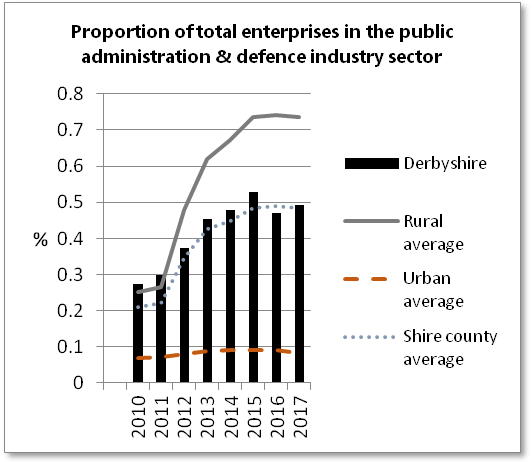 Proportion of total enterprises in the public
administration & defence industry sector
0.8
0.7
0.6
0.5
0.4
0.3
0.2
0.1
0
%
2010
2011
2012
2013
2014
2015
2016
2017
Derbyshire
Rural
average
Urban
average
Shire county
average